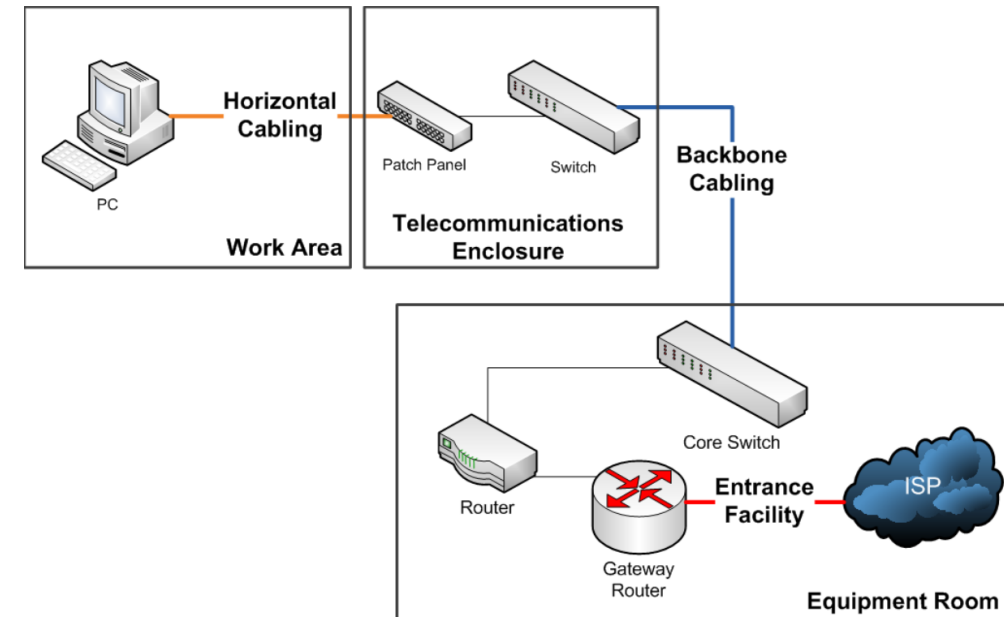 Horizontal
Cabling
PC
Work Area
Patch Panel
Switch
Telecommunications
Enclosure
Backbone
Cabling
Core Switch
Router
Gateway
Router
Entrance
Facility
ISP
Equipment Room